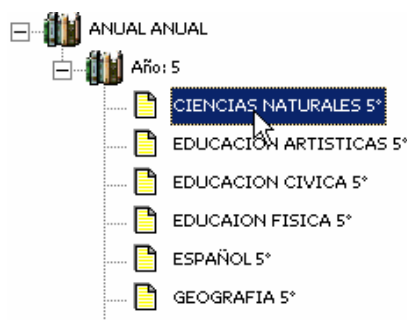 ANUAL ANUAL
Año: 5
CIENCIAS NATURALES 5°
EDUCACION ARTISTICAS 5°
EDUCACION CIVICA 5°
EDUCAION FISICA 5°
ESPAÑOL 5°
GEOGRAFIA 5°